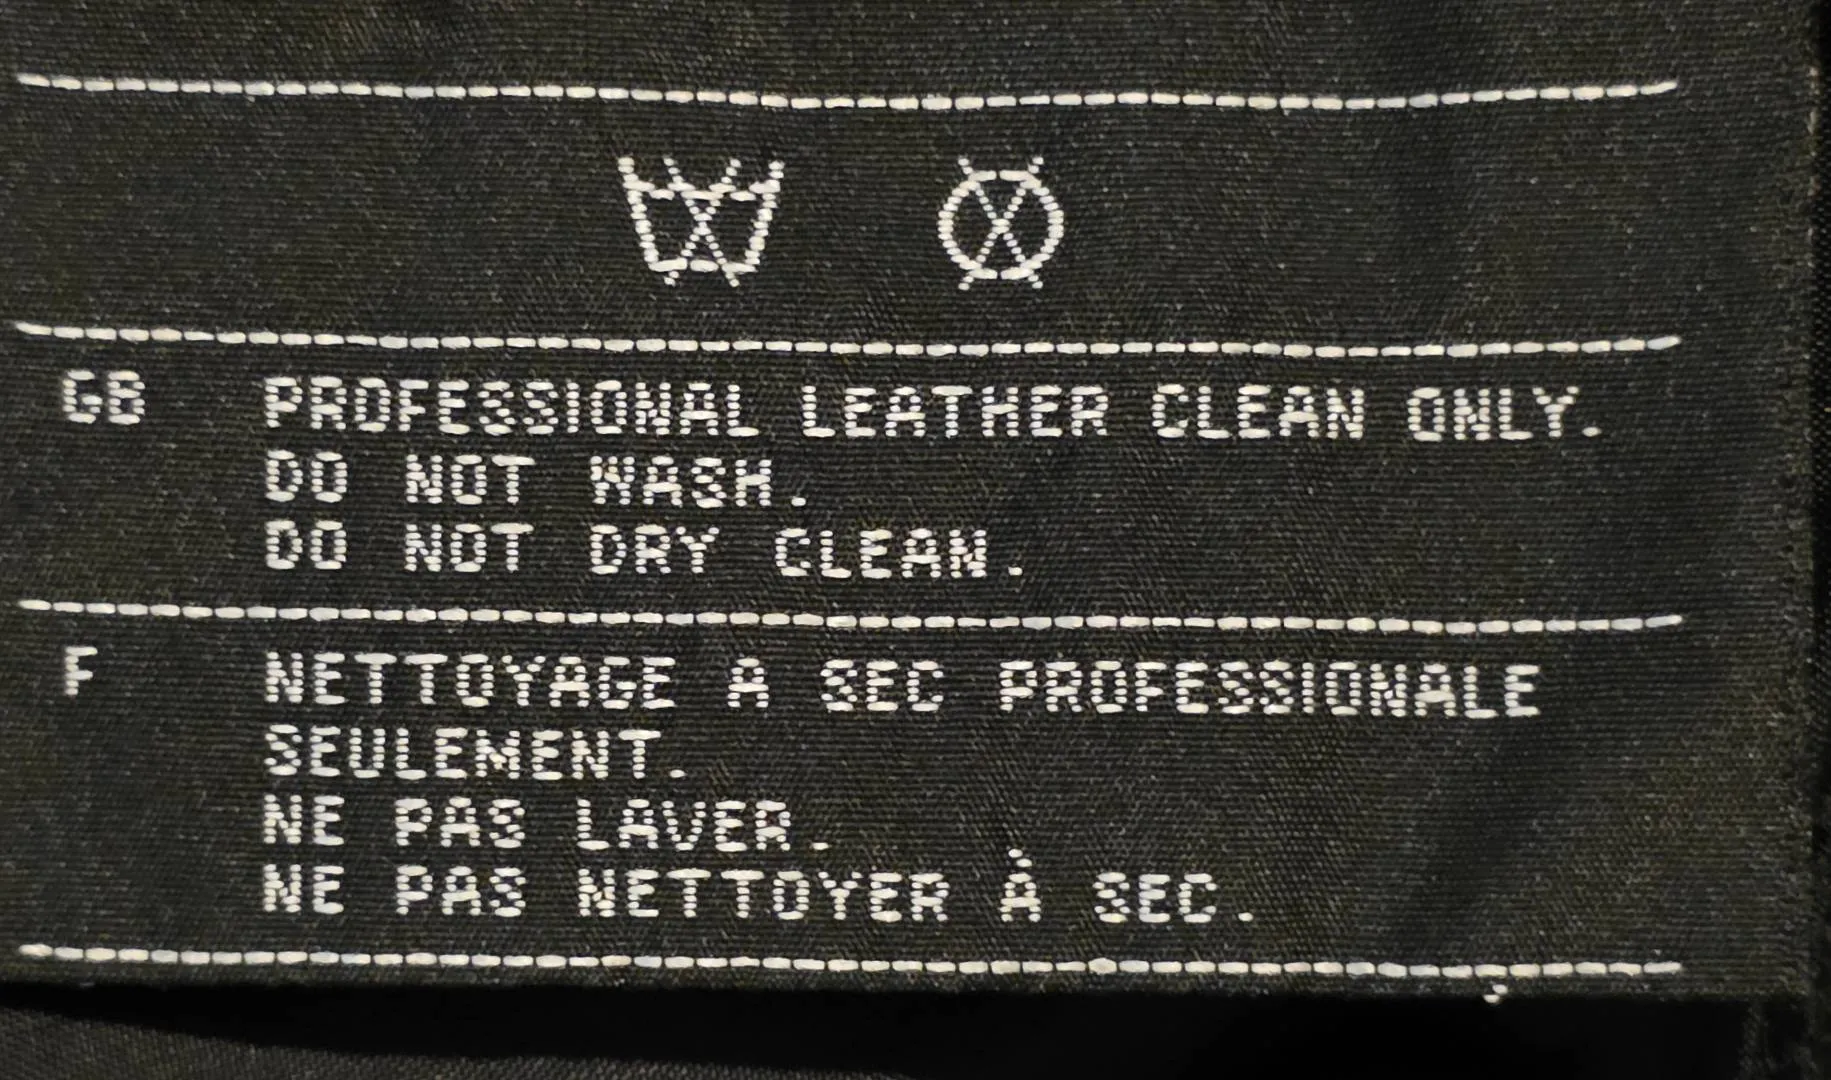 GB PROFESSIONAL LEATHER CLEAN ONLY.
DO NOT WASH.
DO NOT DRY CLEAN.
F NETTOYAGE A SEC PROFESSIONALE
SEULEMENT.
NE PAS LAVER.
NE PAS NETTOYER À SEC.